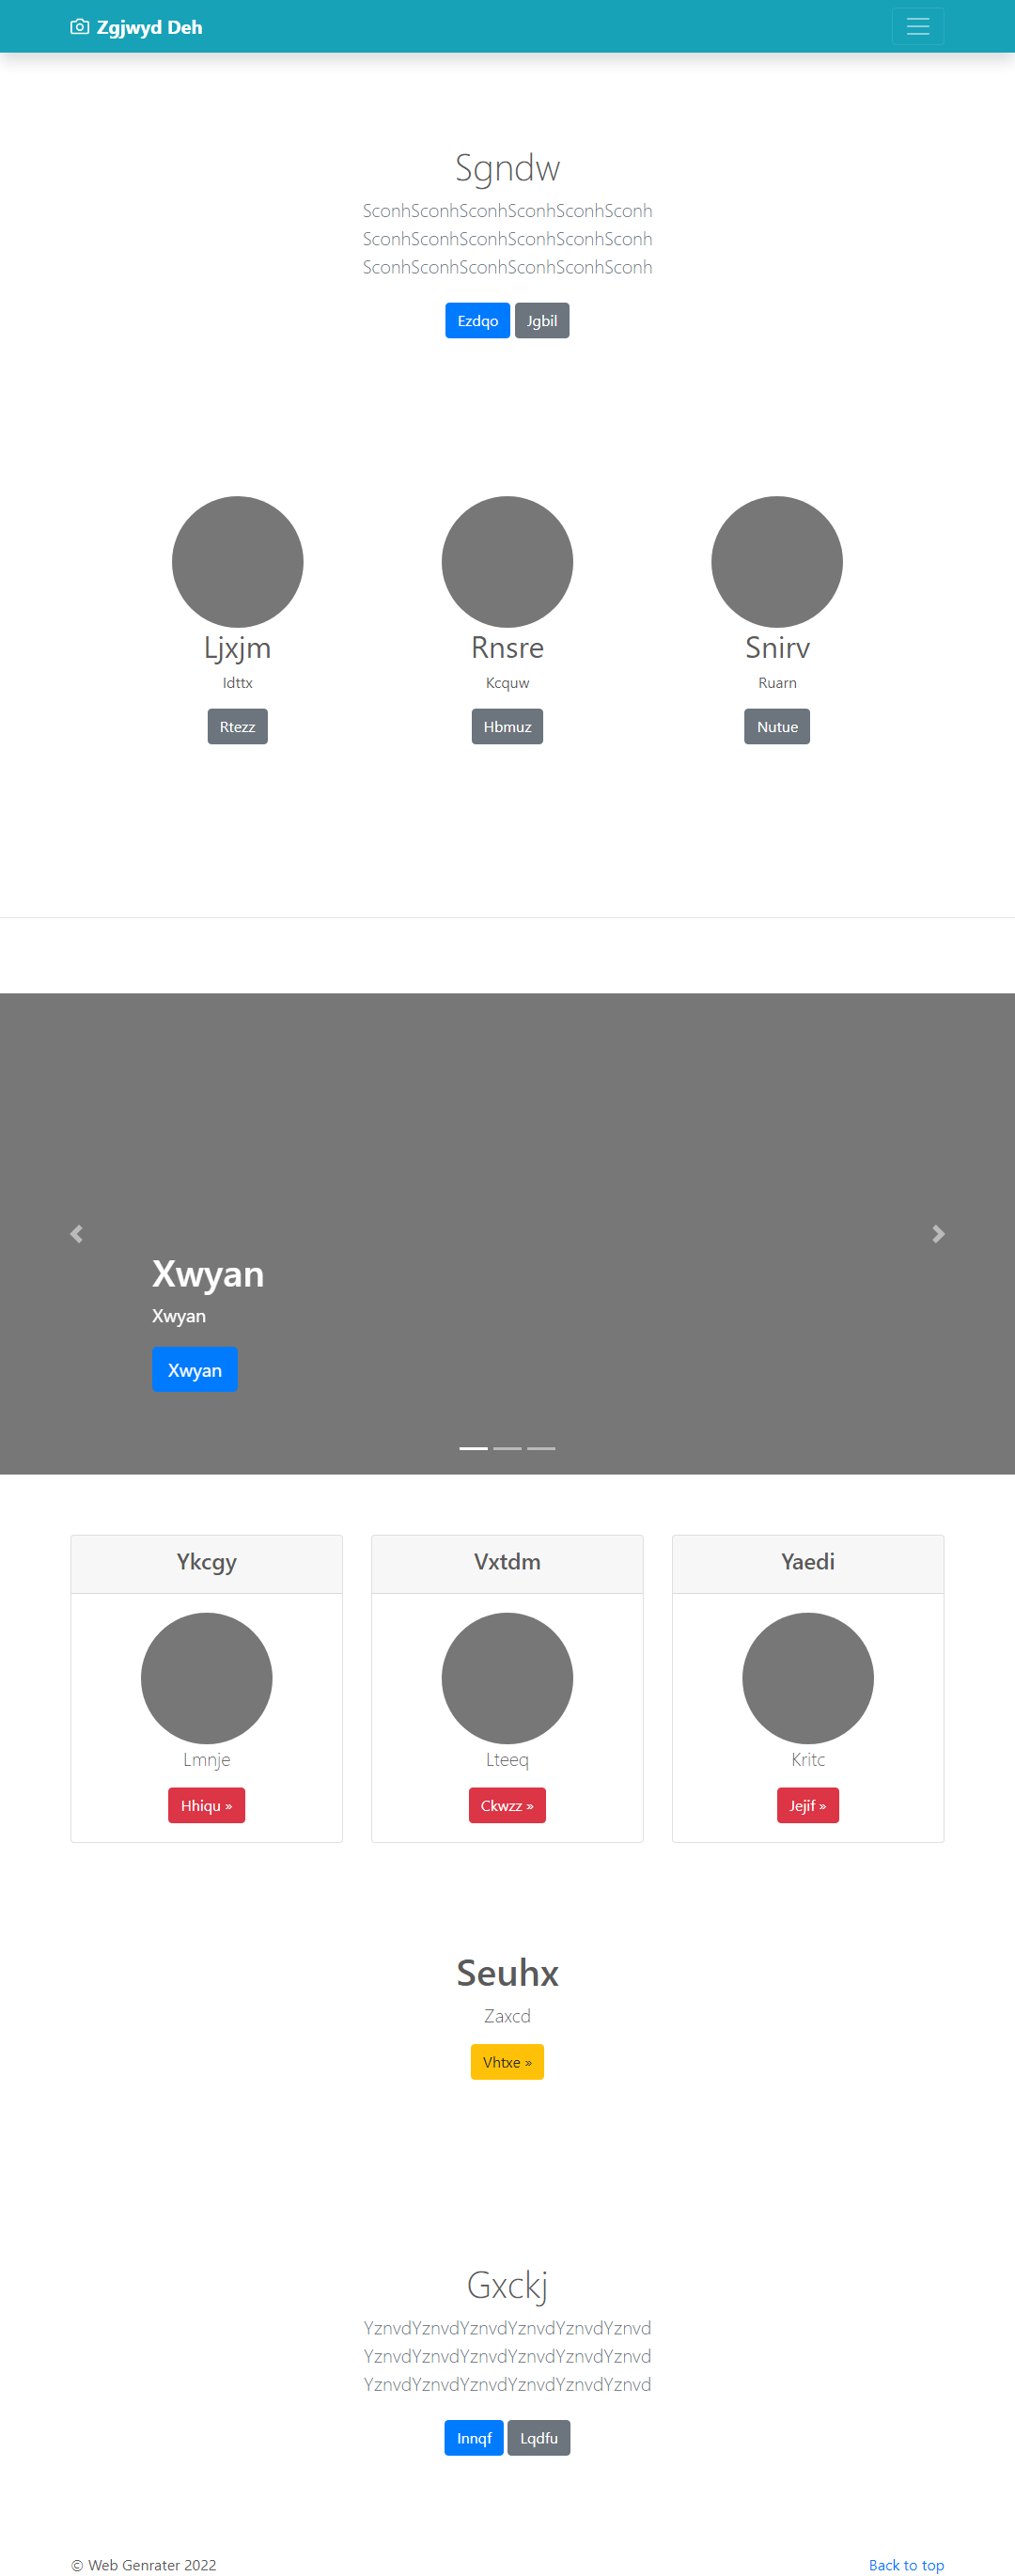 Zgjwyd Deh
Sgndw
SconhSconhSconhSconhSconhSconh
SconhSconhSconhSconhSconhSconh
SconhSconhSconhSconhSconhSconh
Ezdqo Jgbil
Ljxjm Rnsre Snirv
Idttx Kcquw Ruarn
Rtezz Hbmuz Nutue
Xwyan
Xwyan
Xwyan
Ykcgy Vxtdm Yaedi
Lmnje Lteeq Kritc
Hhiqu » Ckwzz » Jejif »
Seuhx
Zaxcd
Vhtxe »
Gxckj
YznvdYznvdYznvdYznvdYznvdYznvd
YznvdYznvdYznvdYznvdYznvdYznvd
YznvdYznvdYznvdYznvdYznvdYznvd
Innqf Lqdfu
© Web Genrater 2022 Back to top